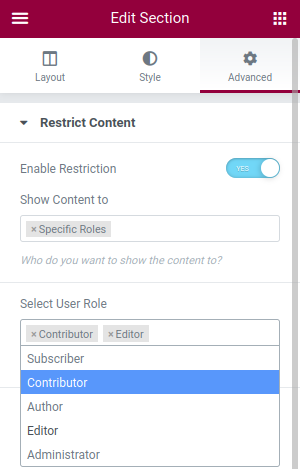 Edit Section
Layout Style Advanced
Restrict Content
Enable Restriction YES
Show Content to
×Specific Roles
Who do you want to show the content to?
Select User Role
×Contributor ×Editor
Subscriber
Contributor
Author
Editor
Administrator